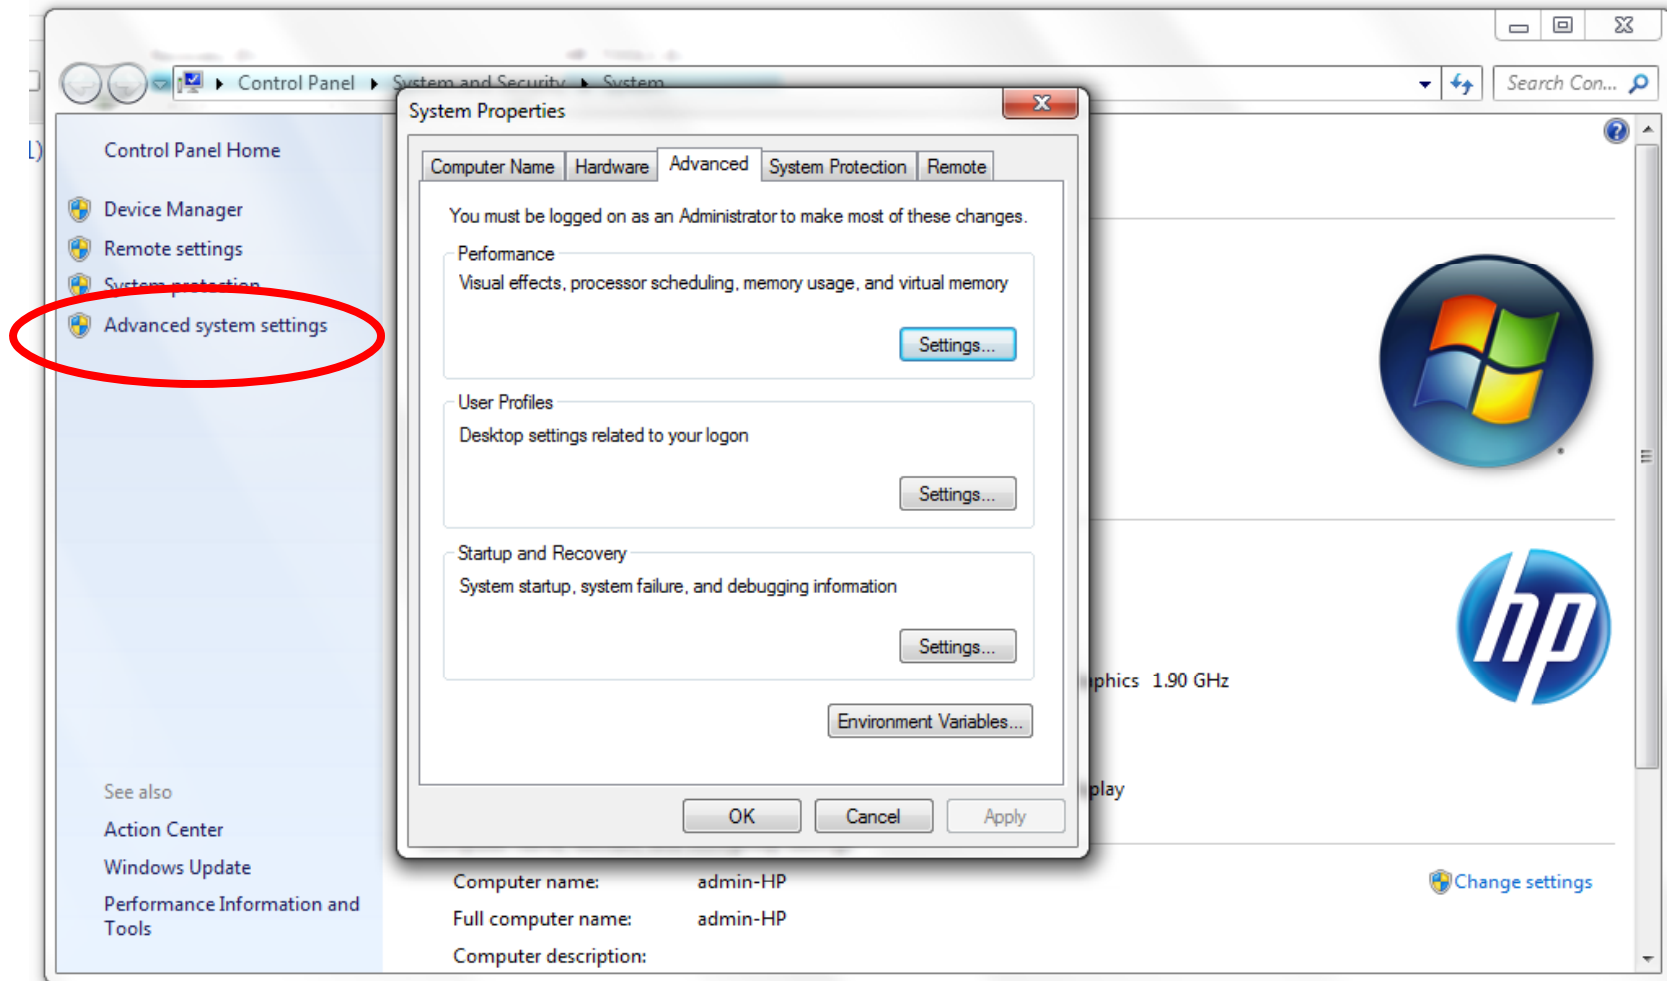 Control Panel System and Security System
Search Con...
1)
Control Panel Home
Device Manager
Remote settings
System protection
Advanced system settings
See also
Action Center
Windows Update
Performance Information and
Tools
System Properties
Computer Name Hardware Advanced System Protection Remote
You must be logged on as an Administrator to make most of these changes.
Performance
Visual effects, processor scheduling, memory usage, and virtual memory
Settings...
User Profiles
Desktop settings related to your logon
Settings...
Startup and Recovery
System startup, system failure, and debugging information
Settings...
Environment Variables...
OK Cancel Apply
hp
phics 1.90 GHz
play
Computer name: admin-HP
Change settings
Full computer name: admin-HP
Computer description: